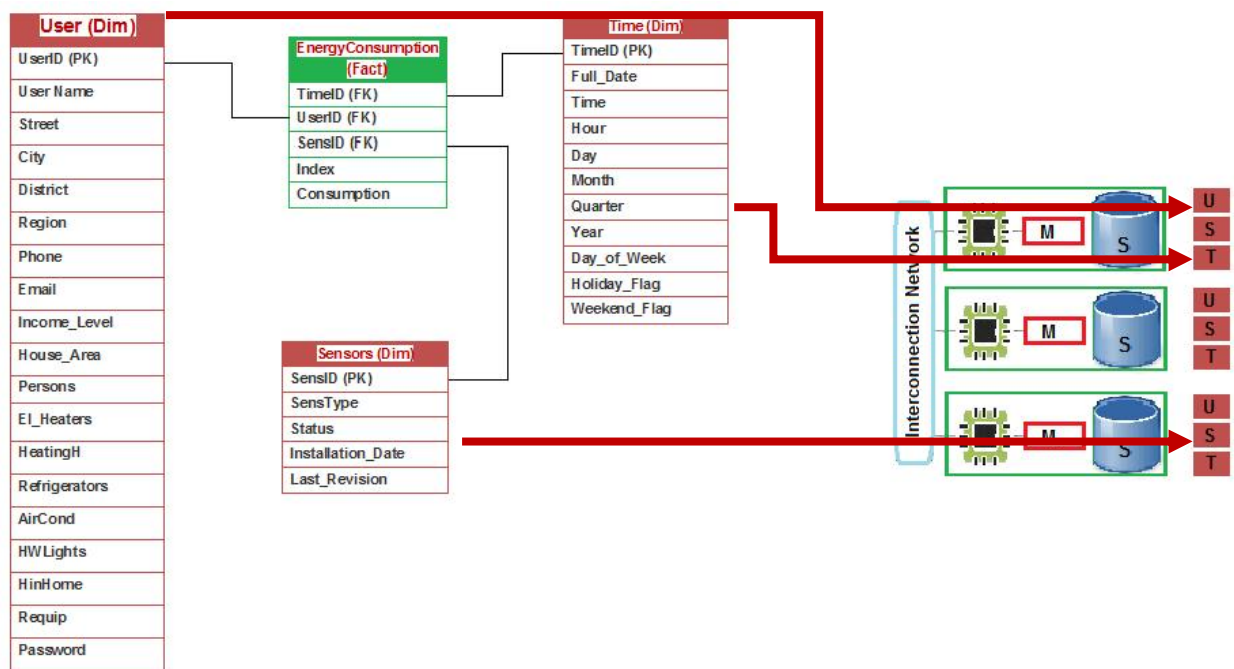 User (Dim)
UserID (PK)
User Name
Street
City
District
Region
Phone
Email
Income_Level
House_Area
Persons
El_Heaters
HeatingH
Refrigerators
AirCond
HWLights
HinHome
Requip
Password
EnergyConsumption
(Fact)
TimeID (FK)
UserID (FK)
SensID (FK)
Index
Consumption
Sensors (Dim)
SensID (PK)
SensType
Status
Installation_Date
Last_Revision
Time (Dim)
TimeID (PK)
Full_Date
Time
Hour
Day
Month
Quarter
Year
Day_of_Week
Holiday_Flag
Weekend_Flag
Interconnection Network
M
S
U
S
T
M
S
U
S
T
M
S
U
S
T